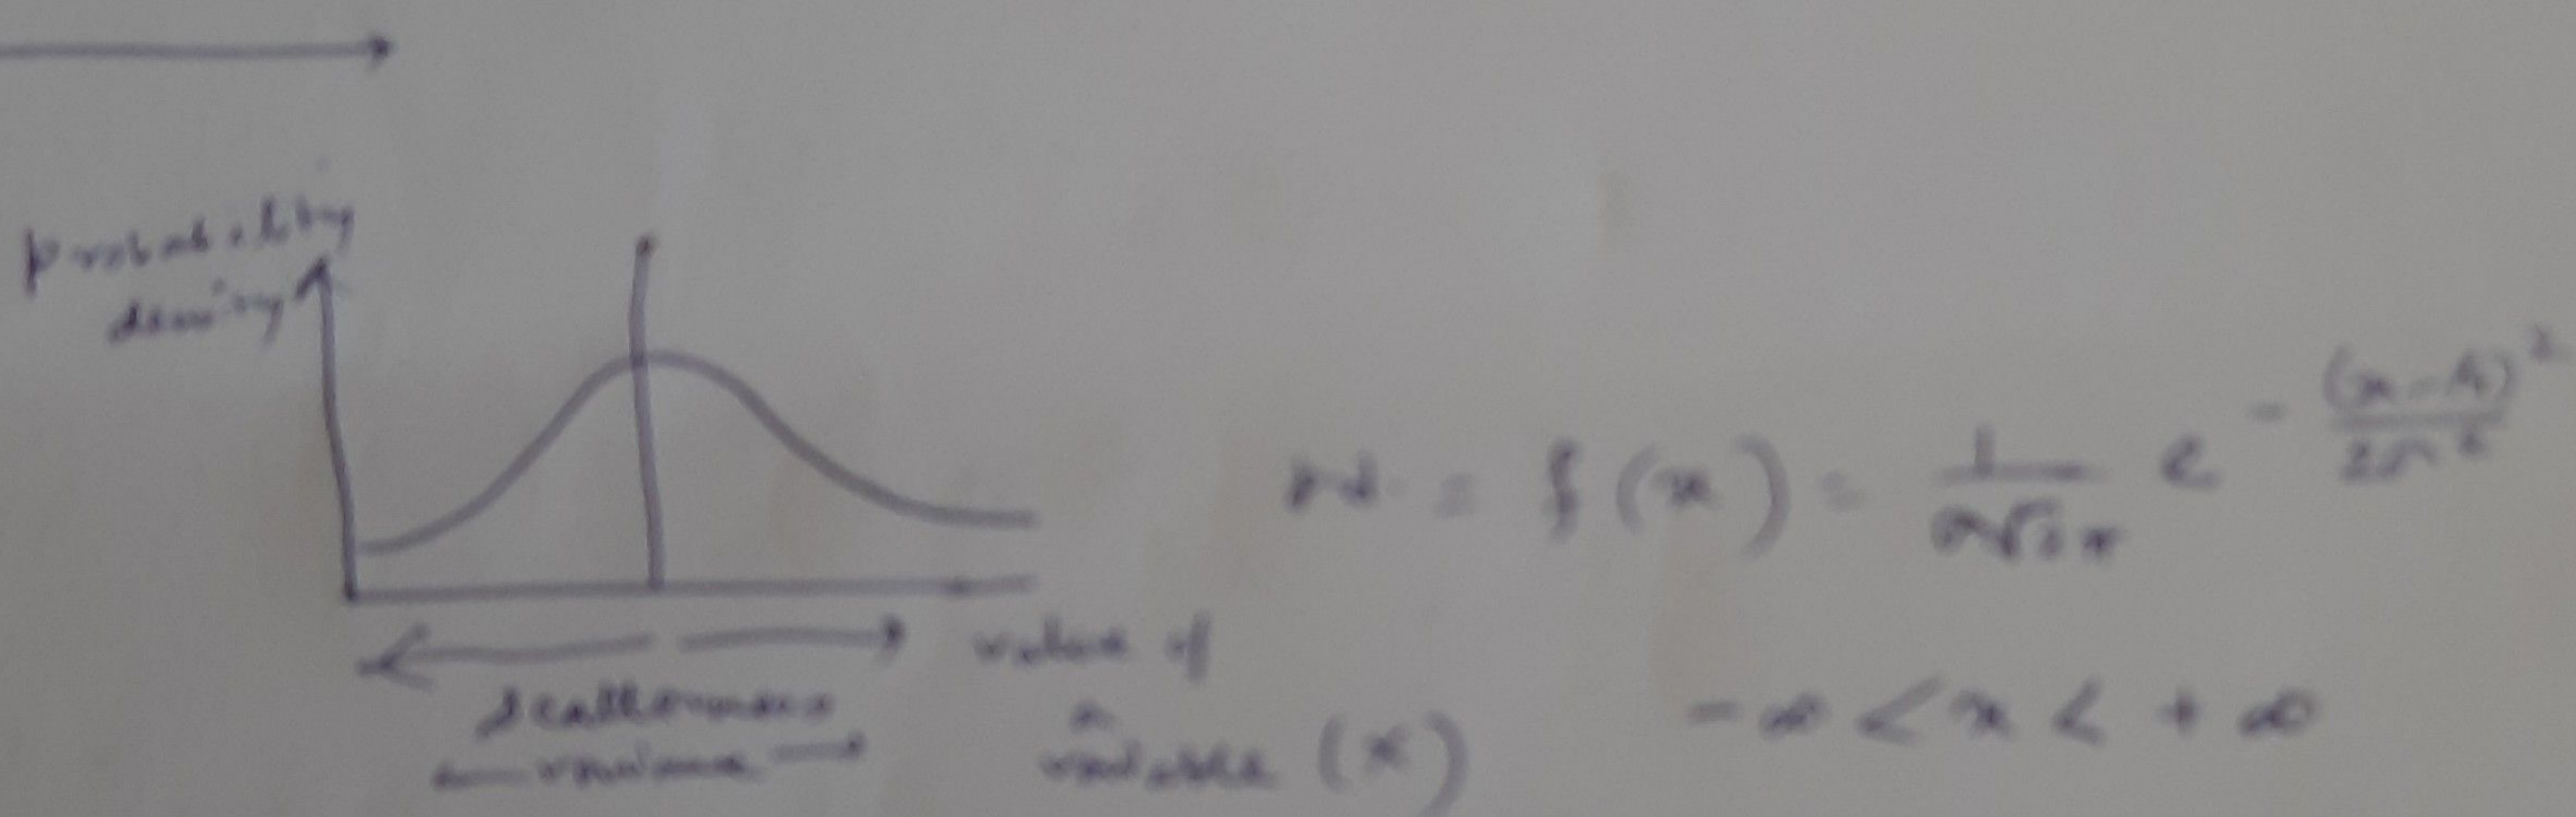 probability
density
value of
a
variable (x)
scatterness
variance
= f(x) = 1/σ√2π e^-(x-μ)²/2σ²
-∞ < x < +∞